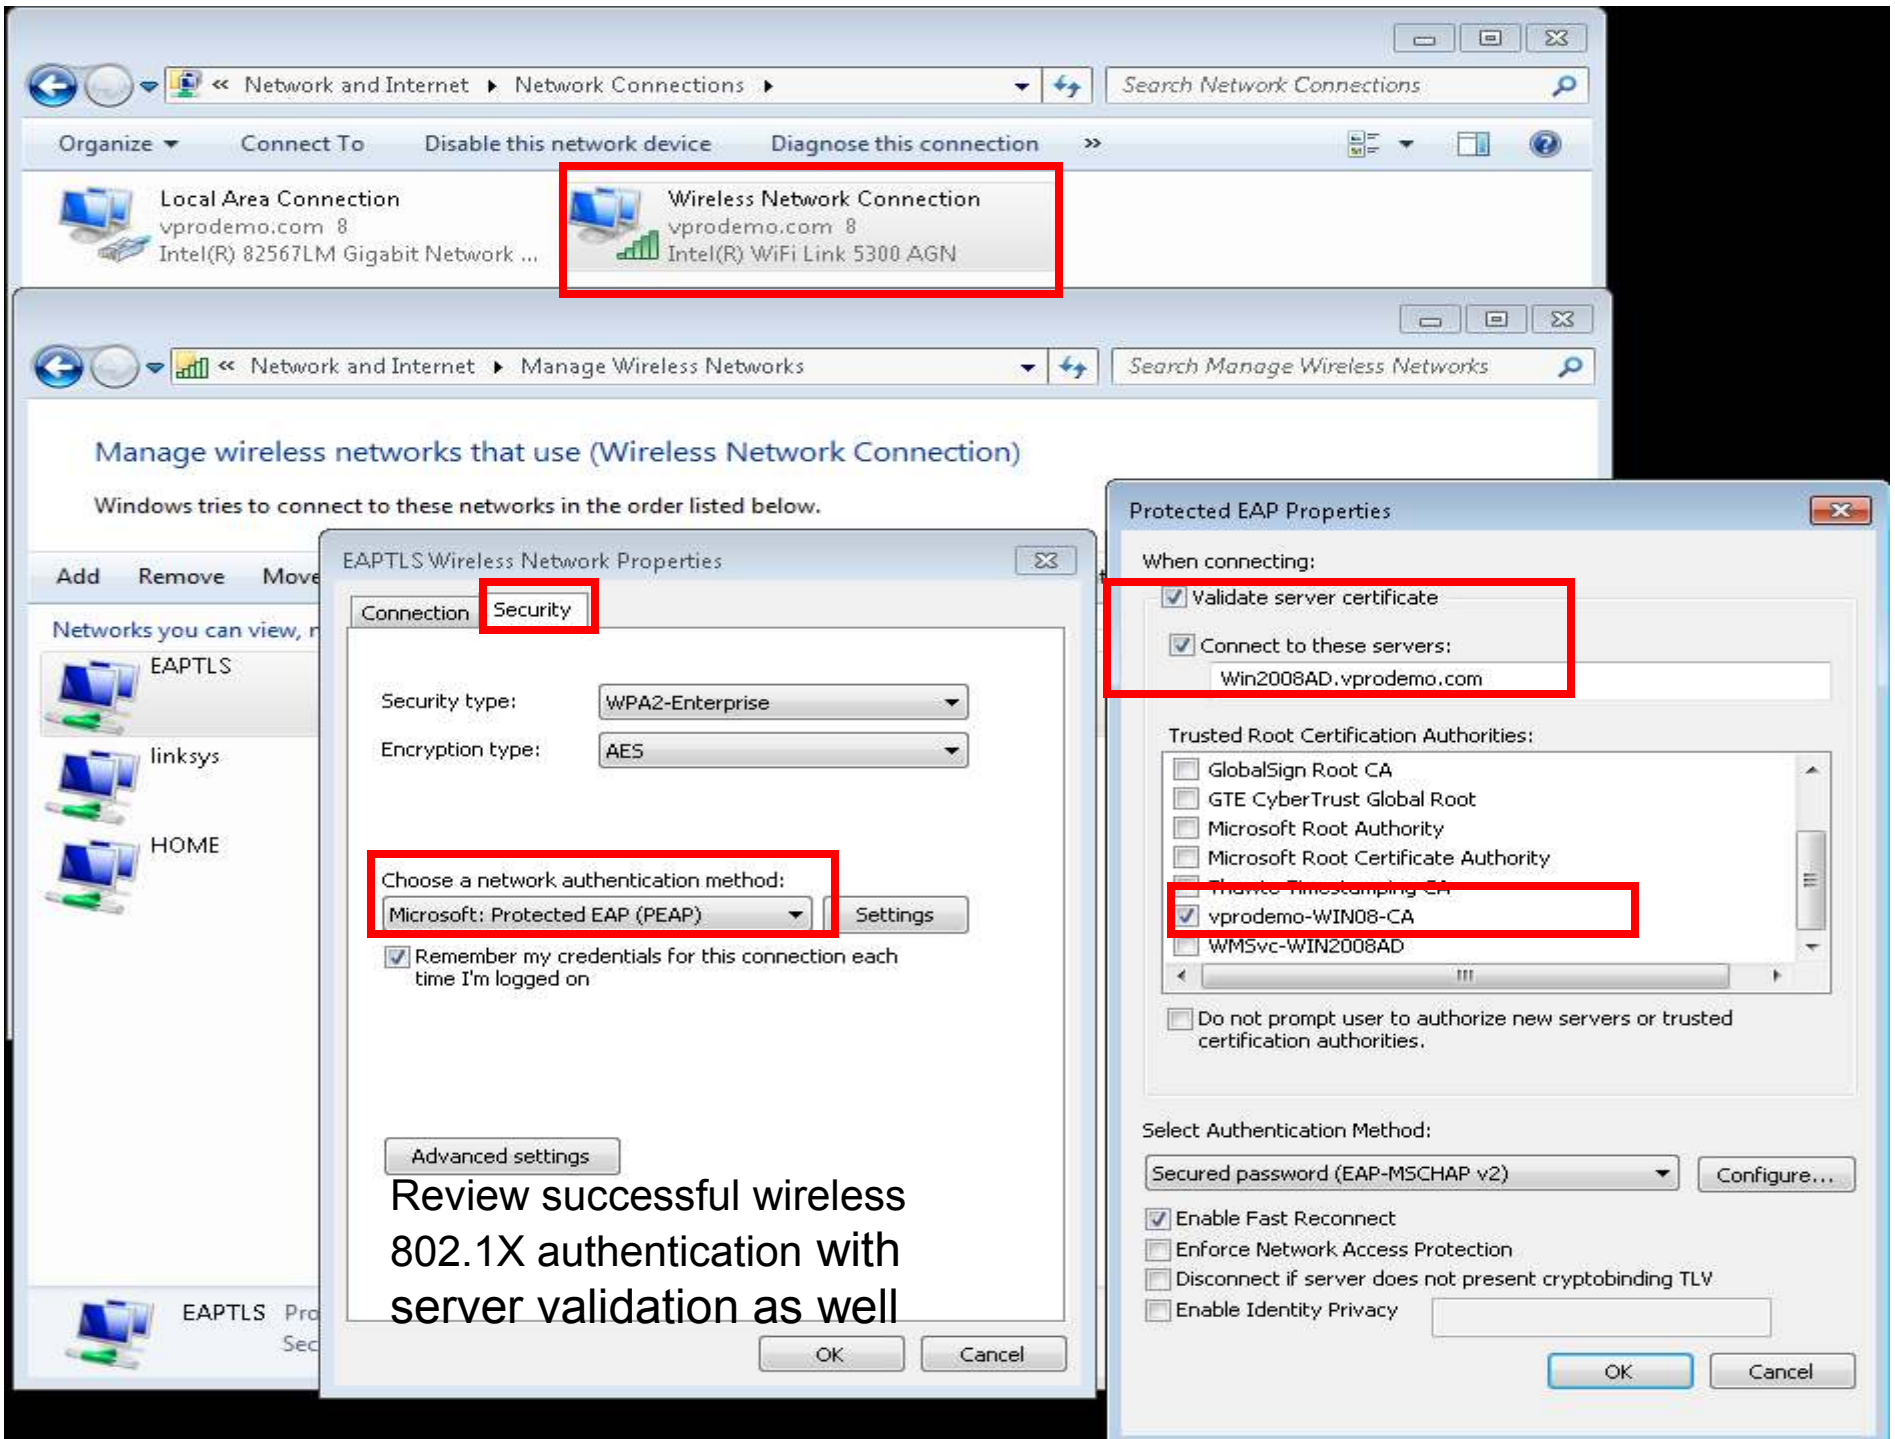 « Network and Internet ▸ Network Connections ▸
Search Network Connections
Organize Connect To Disable this network device Diagnose this connection »
Local Area Connection
vprodemo.com 8
Intel(R) 82567LM Gigabit Network ...
Wireless Network Connection
vprodemo.com 8
Intel(R) WiFi Link 5300 AGN
« Network and Internet ▸ Manage Wireless Networks
Search Manage Wireless Networks
Manage wireless networks that use (Wireless Network Connection)
Windows tries to connect to these networks in the order listed below.
Add Remove Move
Networks you can view,
EAPTLS
linksys
HOME
EAPTLS Pro
Sec
EAPTLS Wireless Network Properties
Connection Security
Security type: WPA2-Enterprise
Encryption type: AES
Choose a network authentication method:
Microsoft: Protected EAP (PEAP) Settings
Remember my credentials for this connection each
time I'm logged on
Advanced settings
Review successful wireless
802.1X authentication with
server validation as well
OK Cancel
Protected EAP Properties
When connecting:
Validate server certificate
Connect to these servers:
Win2008AD.vprodemo.com
Trusted Root Certification Authorities:
GlobalSign Root CA
GTE CyberTrust Global Root
Microsoft Root Authority
Microsoft Root Certificate Authority
Thawte Timestamping CA
vprodemo-WIN08-CA
WMSvc-WIN2008AD
Do not prompt user to authorize new servers or trusted
certification authorities.
Select Authentication Method:
Secured password (EAP-MSCHAP v2) Configure...
Enable Fast Reconnect
Enforce Network Access Protection
Disconnect if server does not present cryptobinding TLV
Enable Identity Privacy
OK Cancel